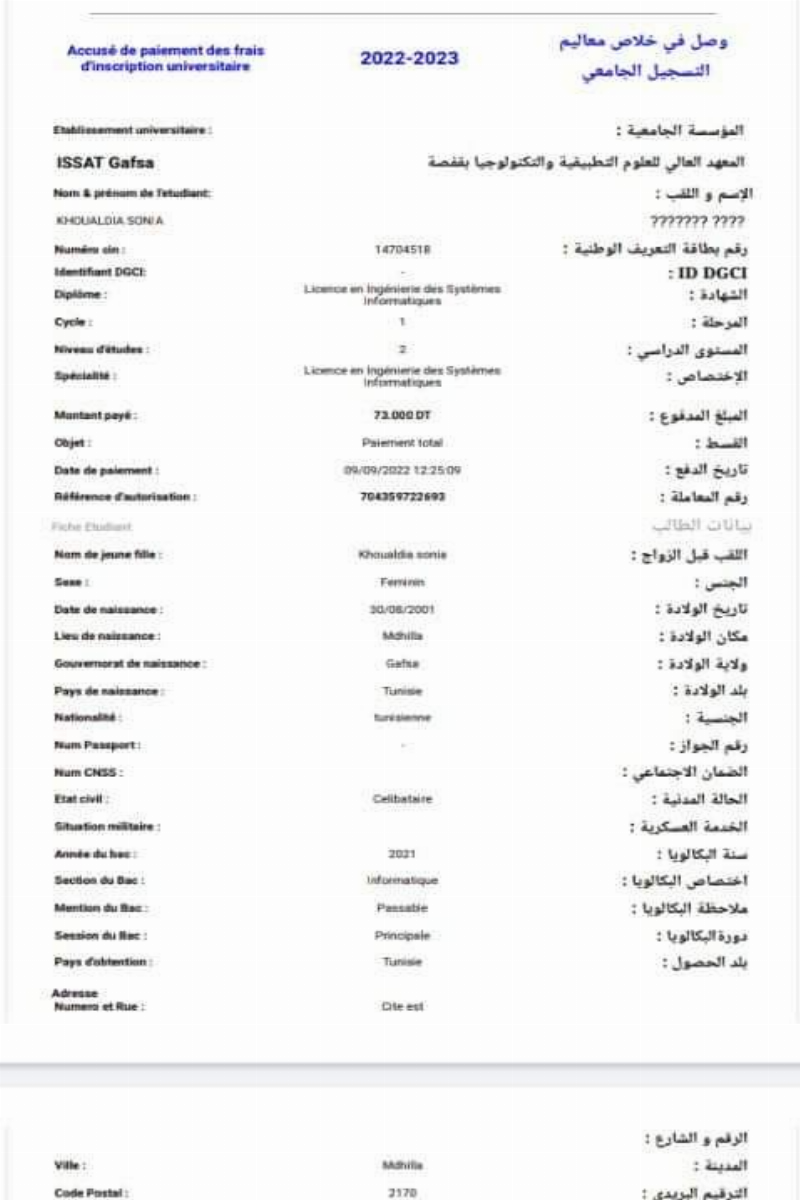 Accusé de paiement des frais d'inscription universitaire
2022-2023
وصل في خلاص معاليم التسجيل الجامعي
Etablissement universitaire : المؤسسة الجامعية :
ISSAT Gafsa المعهد العالي للعلوم التطبيقية والتكنولوجيا بقفصة
Nom & prénom de l'etudiant: الإسم و اللقب :
KHOUALDIA SONIA ??????? ????
Numéro cin : 14704518 رقم بطاقة التعريف الوطنية :
Identifiant DGCI: - ID DGCI :
Diplôme : Licence en Ingénierie des Systèmes Informatiques الشهادة :
Cycle : 1 المرحلة :
Niveau d'études : 2 المستوى الدراسي :
Spécialité : Licence en Ingénierie des Systèmes Informatiques الإختصاص :
Montant payé : 73.000 DT المبلغ المدفوع :
Objet : Paiement total القسط :
Date de paiement : 09/09/2022 12:25:09 تاريخ الدفع :
Référence d'autorisation : 704359722693 رقم المعاملة :
Fiche Etudiant بيانات الطالب
Nom de jeune fille : Khoualdia sonia اللقب قبل الزواج :
Sexe : Feminin الجنس :
Date de naissance : 30/08/2001 تاريخ الولادة :
Lieu de naissance : Mdhilla مكان الولادة :
Gouvernorat de naissance : Gafsa ولاية الولادة :
Pays de naissance : Tunisie بلد الولادة :
Nationalité : tunisienne الجنسية :
Num Passport : - رقم الجواز :
Num CNSS : الضمان الاجتماعي :
Etat civil : Celibataire الحالة المدنية :
Situation militaire : الخدمة العسكرية :
Année du bac : 2021 سنة البكالويا :
Section du Bac : Informatique اختصاص البكالويا :
Mention du Bac : Passable ملاحظة البكالويا :
Session du Bac : Principale دورة البكالويا :
Pays d'obtention : Tunisie بلد الحصول :
Adresse
Numero et Rue : Cite est
الرقم و الشارع :
Ville : Mdhilla المدينة :
Code Postal : 2170 الترقيم البريدي :